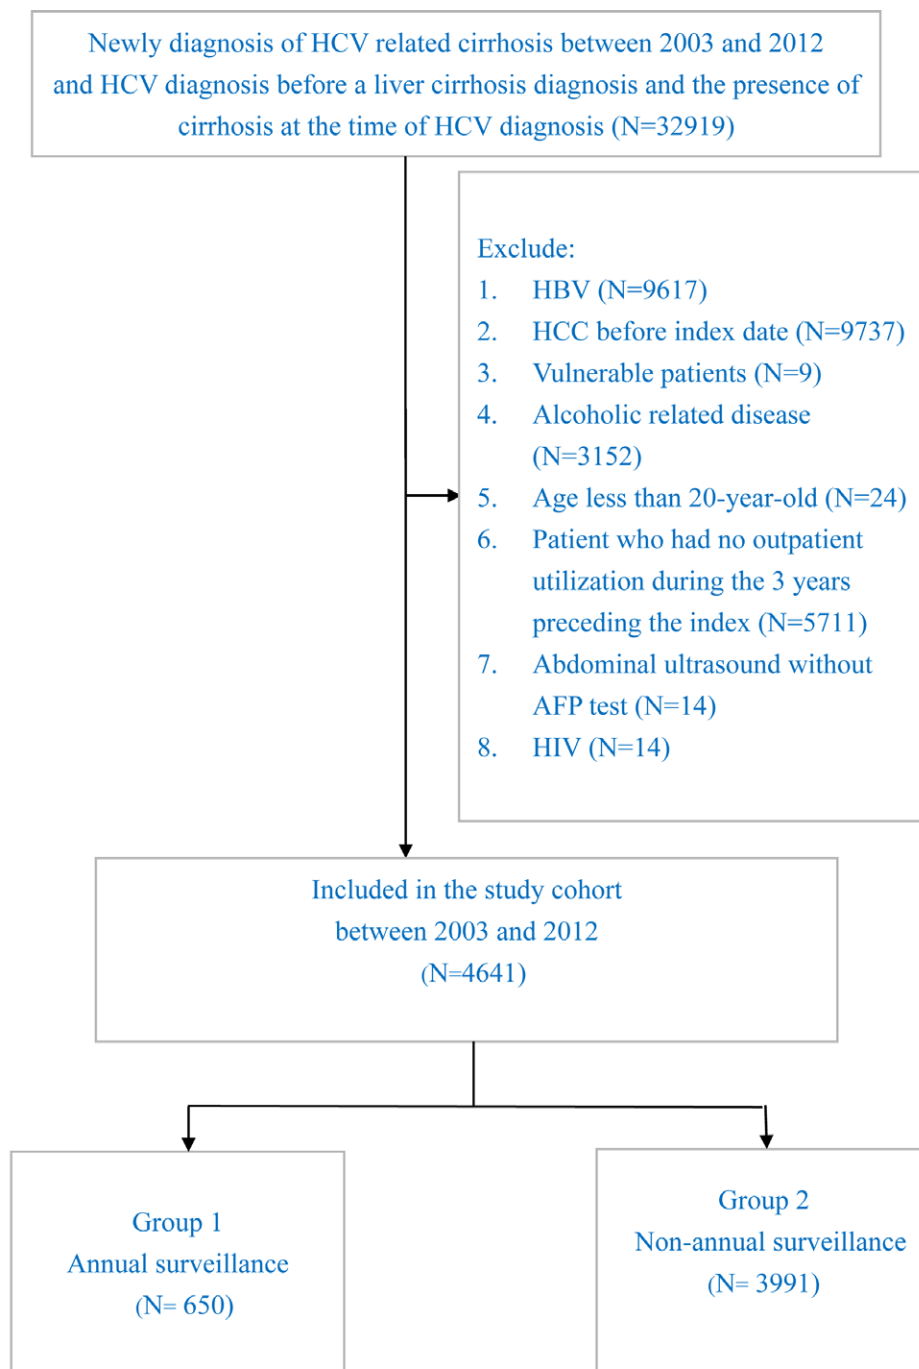 Newly diagnosis of HCV related cirrhosis between 2003 and 2012
and HCV diagnosis before a liver cirrhosis diagnosis and the presence of
cirrhosis at the time of HCV diagnosis (N=32919)
Exclude:
1. HBV (N=9617)
2. HCC before index date (N=9737)
3. Vulnerable patients (N=9)
4. Alcoholic related disease
(N=3152)
5. Age less than 20-year-old (N=24)
6. Patient who had no outpatient
utilization during the 3 years
preceding the index (N=5711)
7. Abdominal ultrasound without
AFP test (N=14)
8. HIV (N=14)
Included in the study cohort
between 2003 and 2012
(N=4641)
Group 1
Annual surveillance
(N= 650)
Group 2
Non-annual surveillance
(N= 3991)